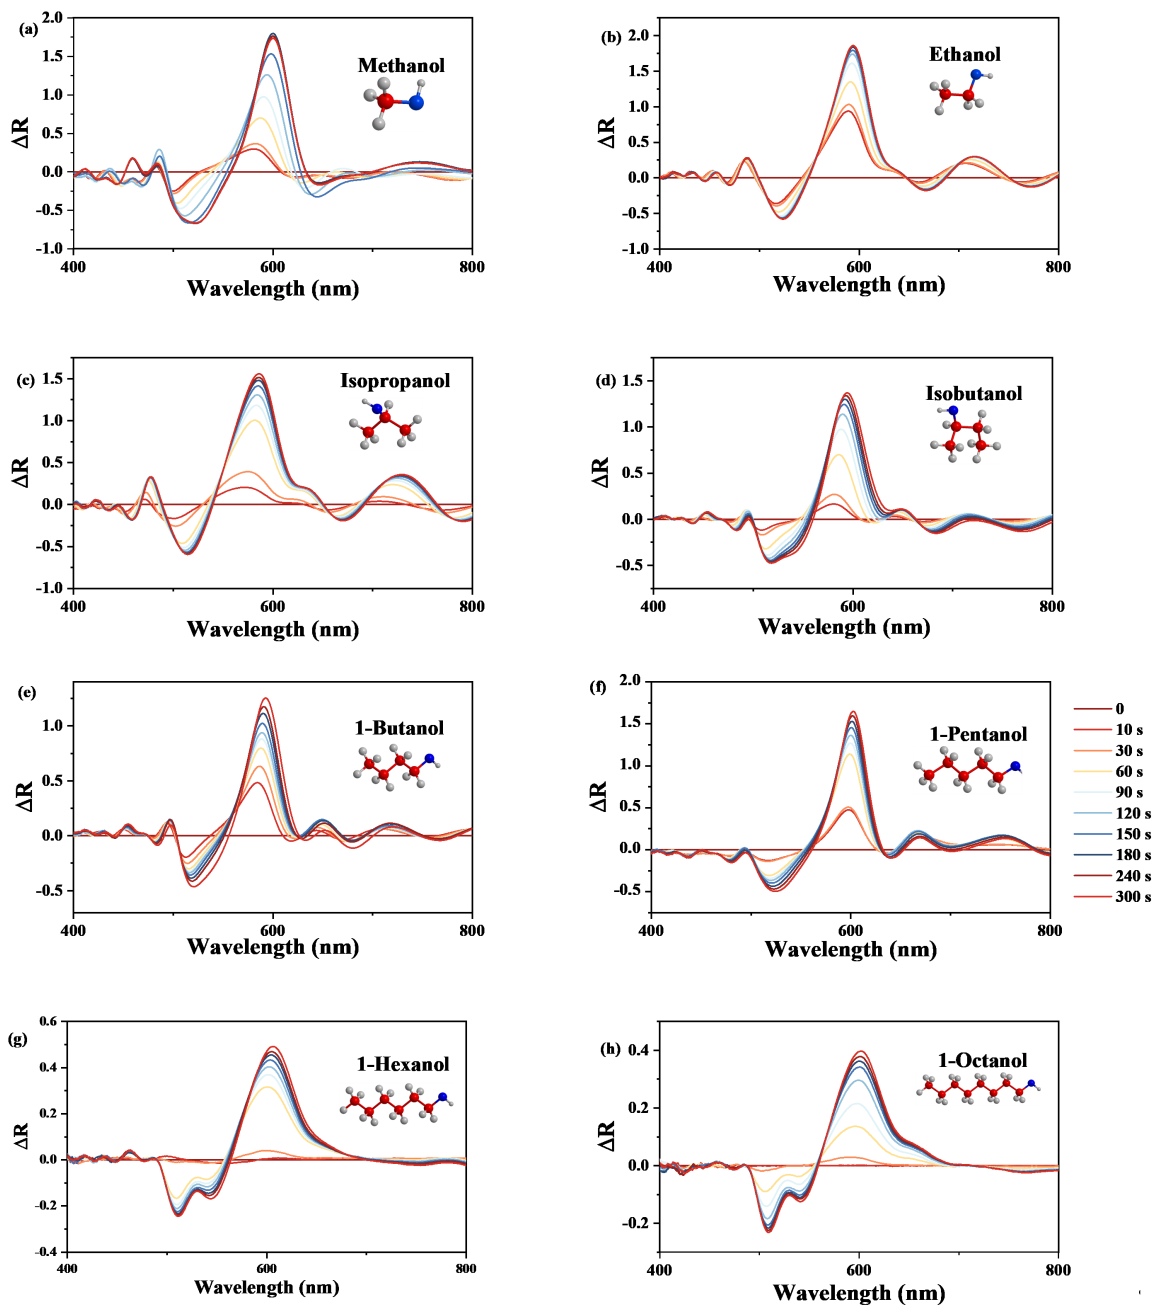 (a)
Methanol
ΔR
2.0
1.5
1.0
0.5
0.0
-0.5
-1.0
400
600
800
Wavelength (nm)
(b)
Ethanol
ΔR
2.0
1.5
1.0
0.5
0.0
-0.5
-1.0
400
600
800
Wavelength (nm)
(c)
Isopropanol
ΔR
1.5
1.0
0.5
0.0
-0.5
-1.0
400
600
800
Wavelength (nm)
(d)
Isobutanol
ΔR
1.5
1.0
0.5
0.0
-0.5
400
600
800
Wavelength (nm)
(e)
1-Butanol
ΔR
1.0
0.5
0.0
-0.5
400
600
800
Wavelength (nm)
(f)
1-Pentanol
ΔR
2.0
1.5
1.0
0.5
0.0
-0.5
400
600
800
Wavelength (nm)
0
10 s
30 s
60 s
90 s
120 s
150 s
180 s
240 s
300 s
(g)
1-Hexanol
ΔR
0.6
0.4
0.2
0.0
-0.2
-0.4
400
600
800
Wavelength (nm)
(h)
1-Octanol
ΔR
0.4
0.2
0.0
-0.2
400
600
800
Wavelength (nm)